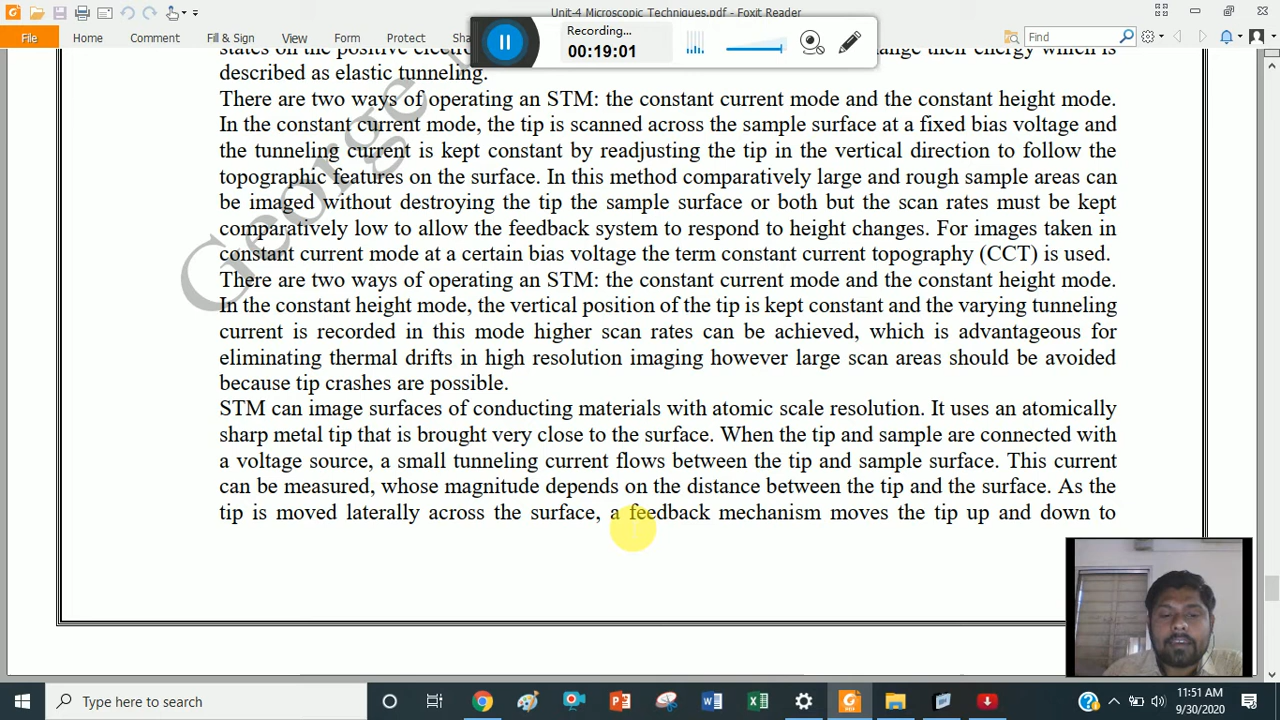 Unit-4 Microscopic Techniques.pdf - Foxit Reader
File Home Comment Fill & Sign View Form Protect Find
Recording...
00:19:01
described as elastic tunneling.
There are two ways of operating an STM: the constant current mode and the constant height mode.
In the constant current mode, the tip is scanned across the sample surface at a fixed bias voltage and
the tunneling current is kept constant by readjusting the tip in the vertical direction to follow the
topographic features on the surface. In this method comparatively large and rough sample areas can
be imaged without destroying the tip the sample surface or both but the scan rates must be kept
comparatively low to allow the feedback system to respond to height changes. For images taken in
constant current mode at a certain bias voltage the term constant current topography (CCT) is used.
There are two ways of operating an STM: the constant current mode and the constant height mode.
In the constant height mode, the vertical position of the tip is kept constant and the varying tunneling
current is recorded in this mode higher scan rates can be achieved, which is advantageous for
eliminating thermal drifts in high resolution imaging however large scan areas should be avoided
because tip crashes are possible.
STM can image surfaces of conducting materials with atomic scale resolution. It uses an atomically
sharp metal tip that is brought very close to the surface. When the tip and sample are connected with
a voltage source, a small tunneling current flows between the tip and sample surface. This current
can be measured, whose magnitude depends on the distance between the tip and the surface. As the
tip is moved laterally across the surface, a feedback mechanism moves the tip up and down to
George
Type here to search
11:51 AM
9/30/2020